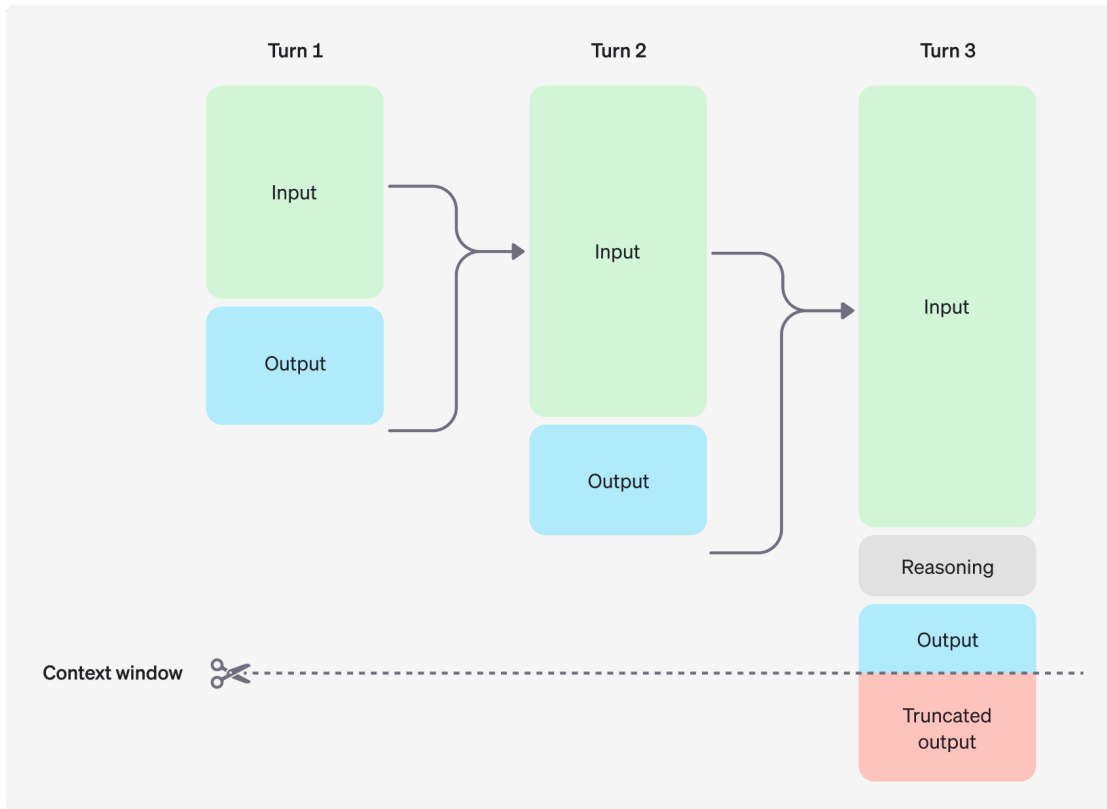 Turn 1
Turn 2
Turn 3
Input
Output
Input
Output
Input
Reasoning
Output
Context window
Truncated
output